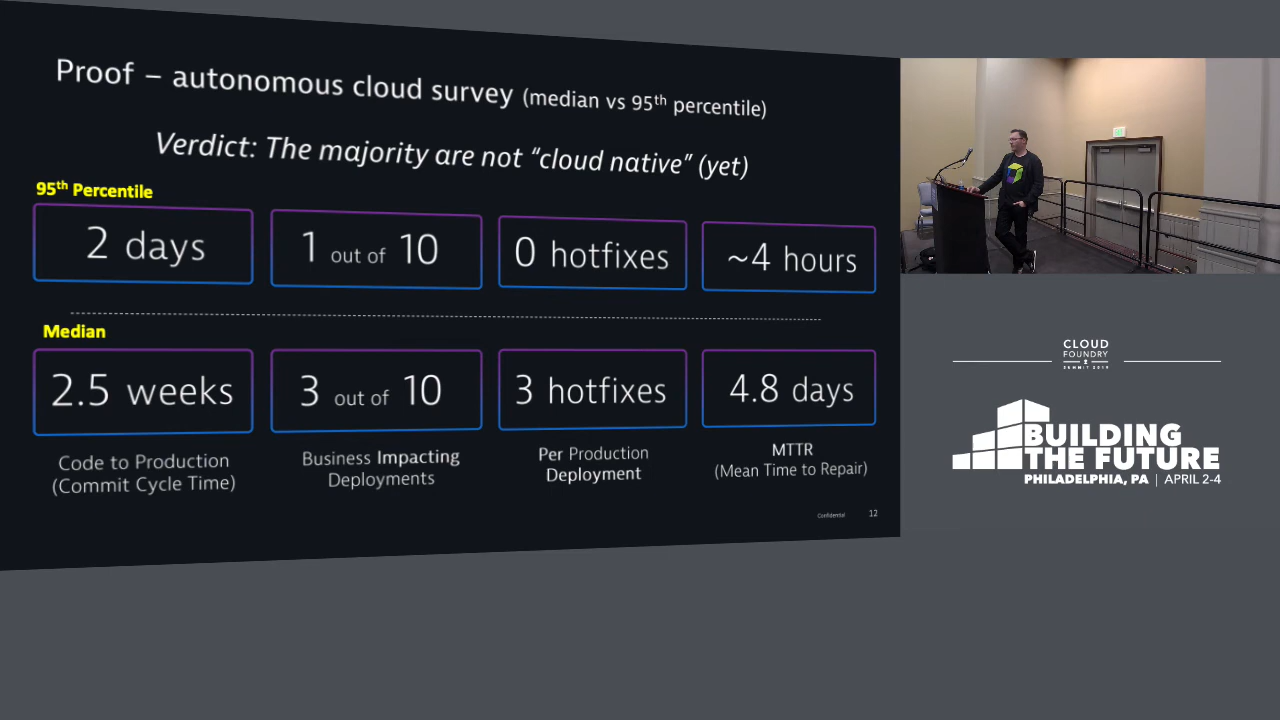 Proof – autonomous cloud survey (median vs 95th percentile)
Verdict: The majority are not “cloud native” (yet)
95th Percentile
2 days
1 out of 10
0 hotfixes
~4 hours
Median
2.5 weeks
3 out of 10
3 hotfixes
4.8 days
Code to Production
(Commit Cycle Time)
Business Impacting
Deployments
Per Production
Deployment
MTTR
(Mean Time to Repair)
Confidential
12
CLOUD
FOUNDRY
SUMMIT 2019
BUILDING
THE FUTURE
PHILADELPHIA, PA | APRIL 2-4